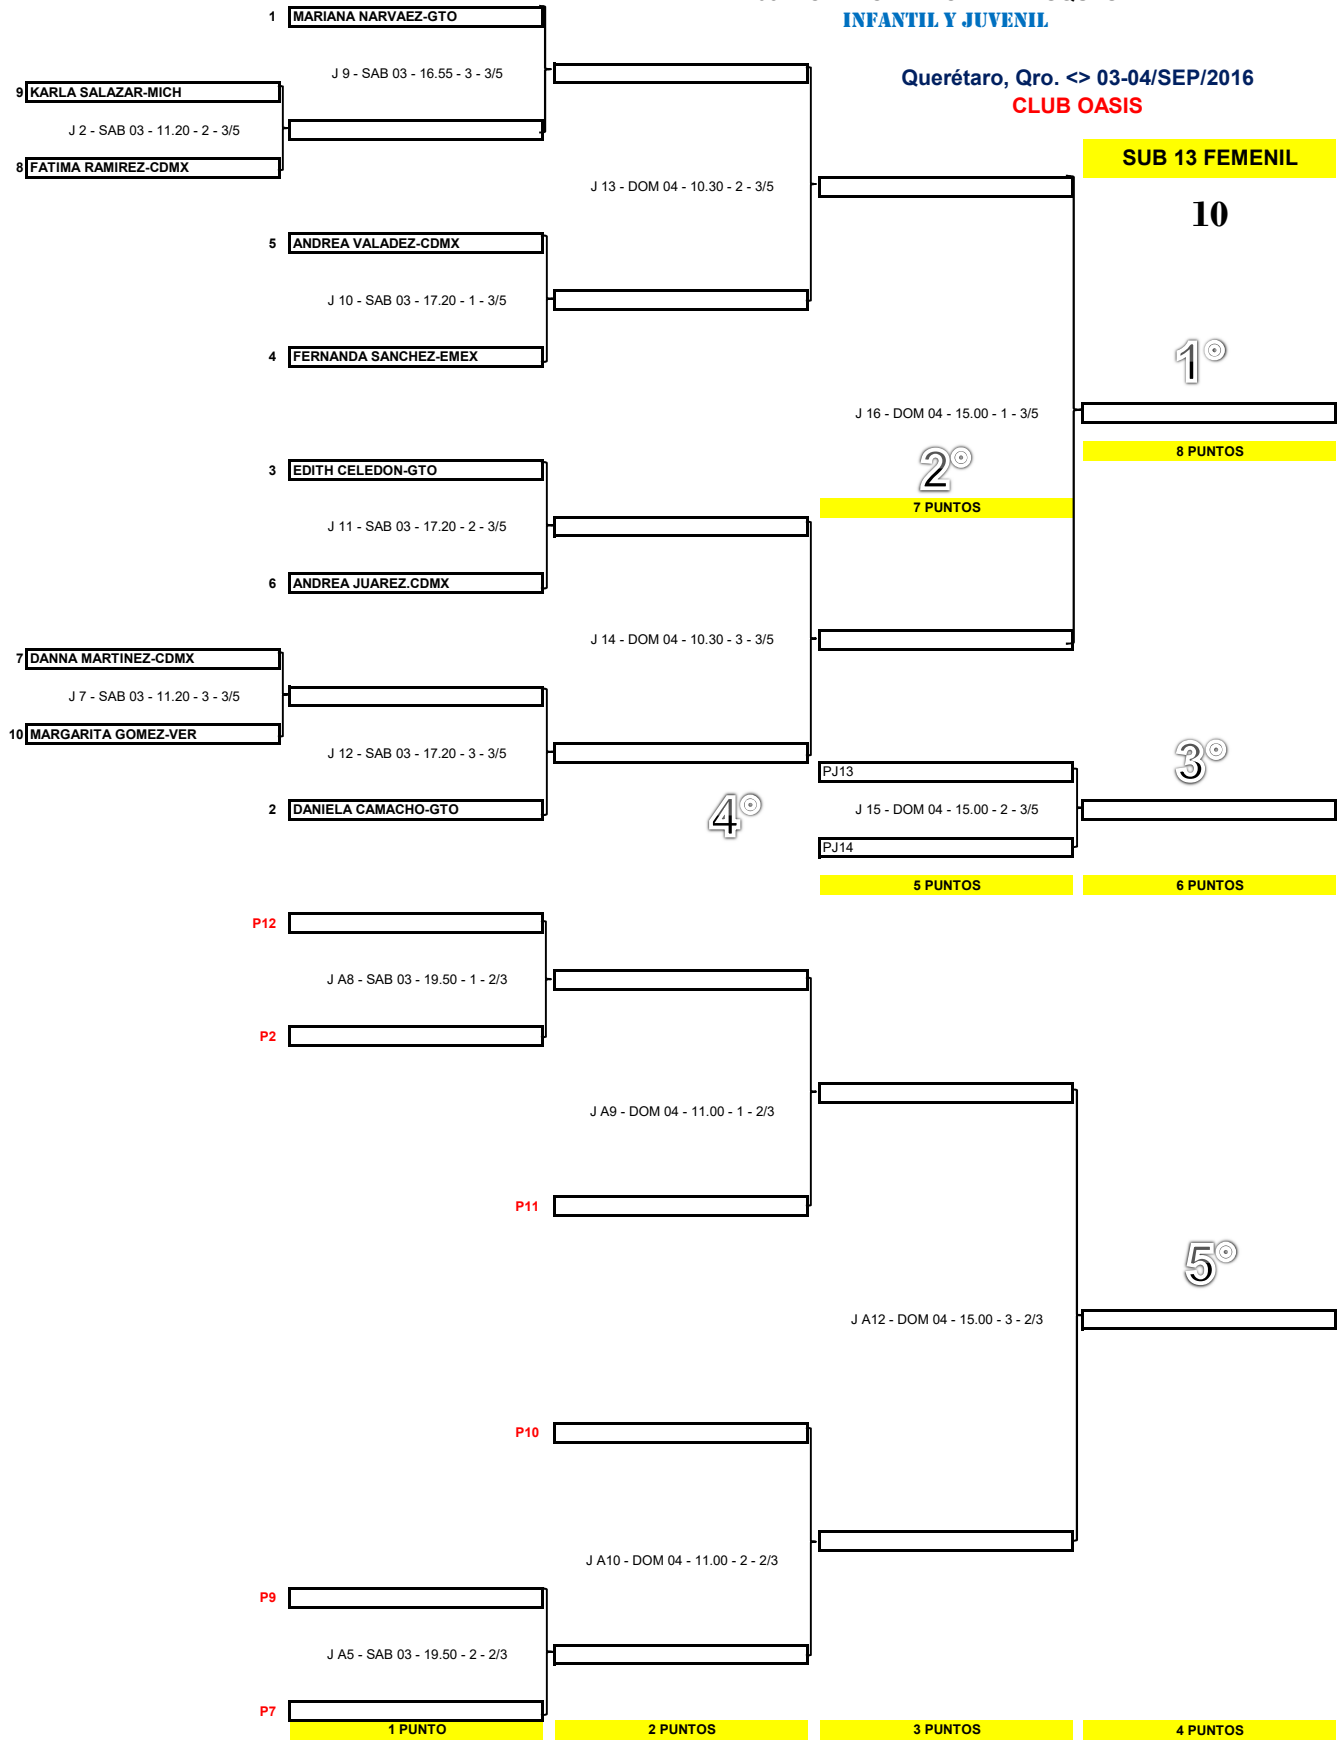 INFANTIL Y JUVENIL
Querétaro, Qro. <> 03-04/SEP/2016
CLUB OASIS
SUB 13 FEMENIL
10
1 MARIANA NARVAEZ-GTO
J 9 - SAB 03 - 16.55 - 3 - 3/5
9 KARLA SALAZAR-MICH
J 2 - SAB 03 - 11.20 - 2 - 3/5
8 FATIMA RAMIREZ-CDMX
J 13 - DOM 04 - 10.30 - 2 - 3/5
5 ANDREA VALADEZ-CDMX
J 10 - SAB 03 - 17.20 - 1 - 3/5
4 FERNANDA SANCHEZ-EMEX
1°
J 16 - DOM 04 - 15.00 - 1 - 3/5
8 PUNTOS
2°
7 PUNTOS
3 EDITH CELEDON-GTO
J 11 - SAB 03 - 17.20 - 2 - 3/5
6 ANDREA JUAREZ.CDMX
J 14 - DOM 04 - 10.30 - 3 - 3/5
7 DANNA MARTINEZ-CDMX
J 7 - SAB 03 - 11.20 - 3 - 3/5
10 MARGARITA GOMEZ-VER
J 12 - SAB 03 - 17.20 - 3 - 3/5
2 DANIELA CAMACHO-GTO
4°
3°
PJ13
J 15 - DOM 04 - 15.00 - 2 - 3/5
PJ14
5 PUNTOS
6 PUNTOS
P12
J A8 - SAB 03 - 19.50 - 1 - 2/3
P2
J A9 - DOM 04 - 11.00 - 1 - 2/3
P11
5°
J A12 - DOM 04 - 15.00 - 3 - 2/3
P10
J A10 - DOM 04 - 11.00 - 2 - 2/3
P9
J A5 - SAB 03 - 19.50 - 2 - 2/3
P7
1 PUNTO
2 PUNTOS
3 PUNTOS
4 PUNTOS